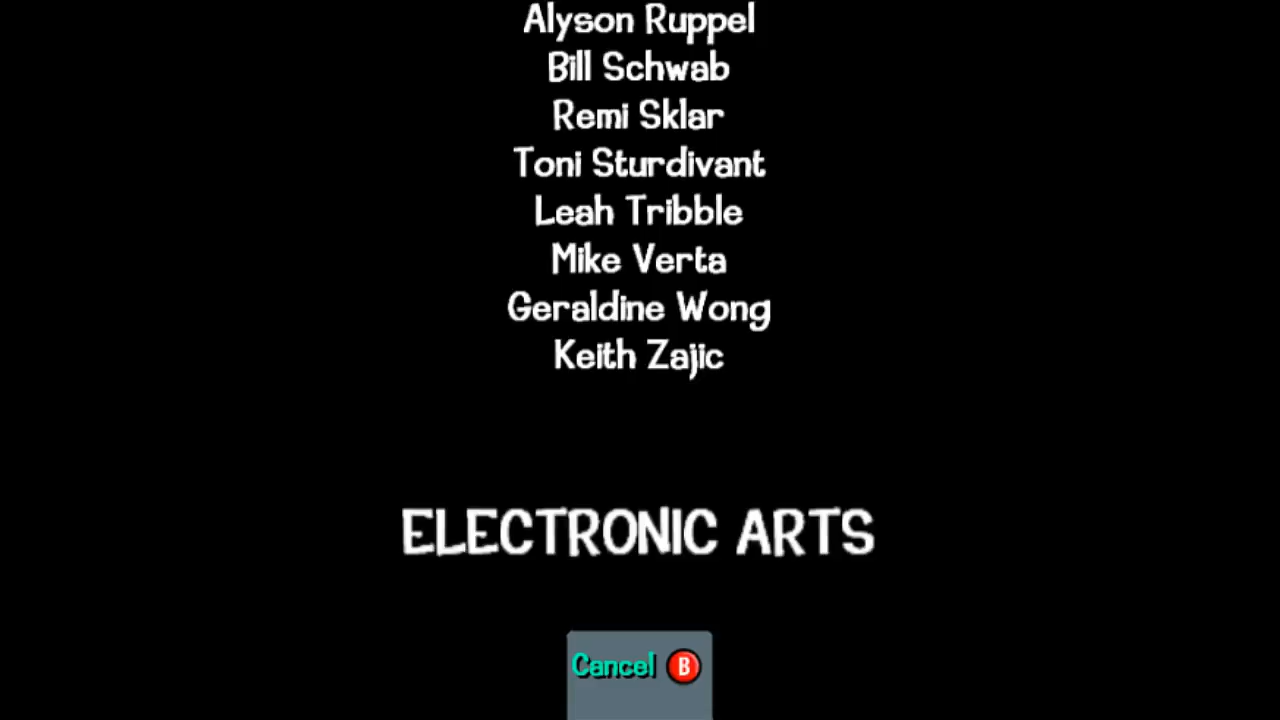 Alyson Ruppel
Bill Schwab
Remi Sklar
Toni Sturdivant
Leah Tribble
Mike Verta
Geraldine Wong
Keith Zajic
ELECTRONIC ARTS
Cancel B